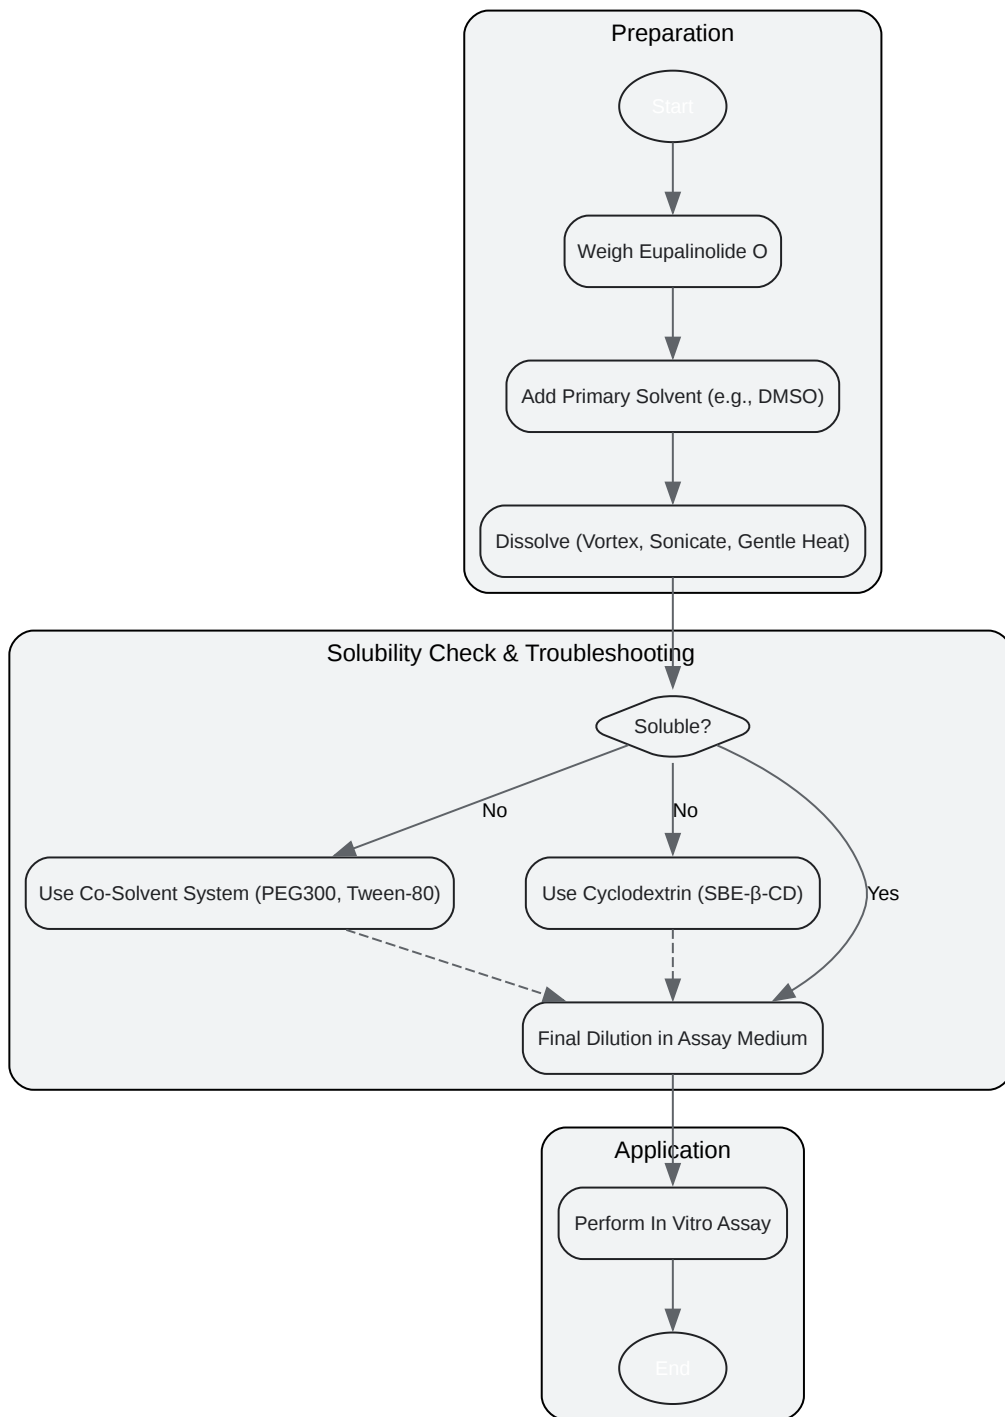 Preparation
Start
Weigh Eupalinolide O
Add Primary Solvent (e.g., DMSO)
Dissolve (Vortex, Sonicate, Gentle Heat)
Solubility Check & Troubleshooting
Soluble?
No
No
Yes
Use Co-Solvent System (PEG300, Tween-80)
Use Cyclodextrin (SBE-β-CD)
Final Dilution in Assay Medium
Application
Perform In Vitro Assay
End